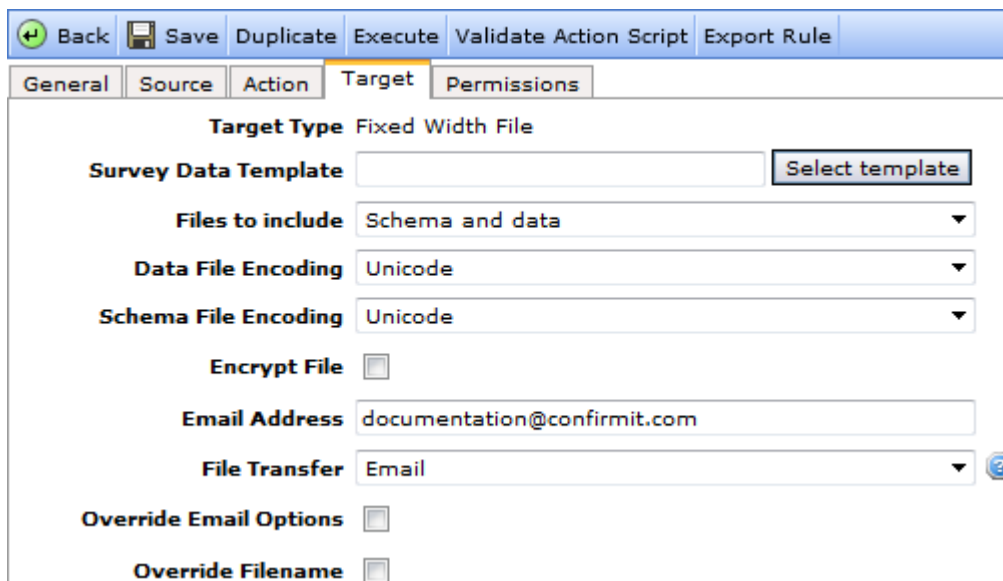 Back Save Duplicate Execute Validate Action Script Export Rule
General Source Action Target Permissions
Target Type Fixed Width File
Survey Data Template Select template
Files to include Schema and data
Data File Encoding Unicode
Schema File Encoding Unicode
Encrypt File
Email Address documentation@confirmit.com
File Transfer Email ?
Override Email Options
Override Filename